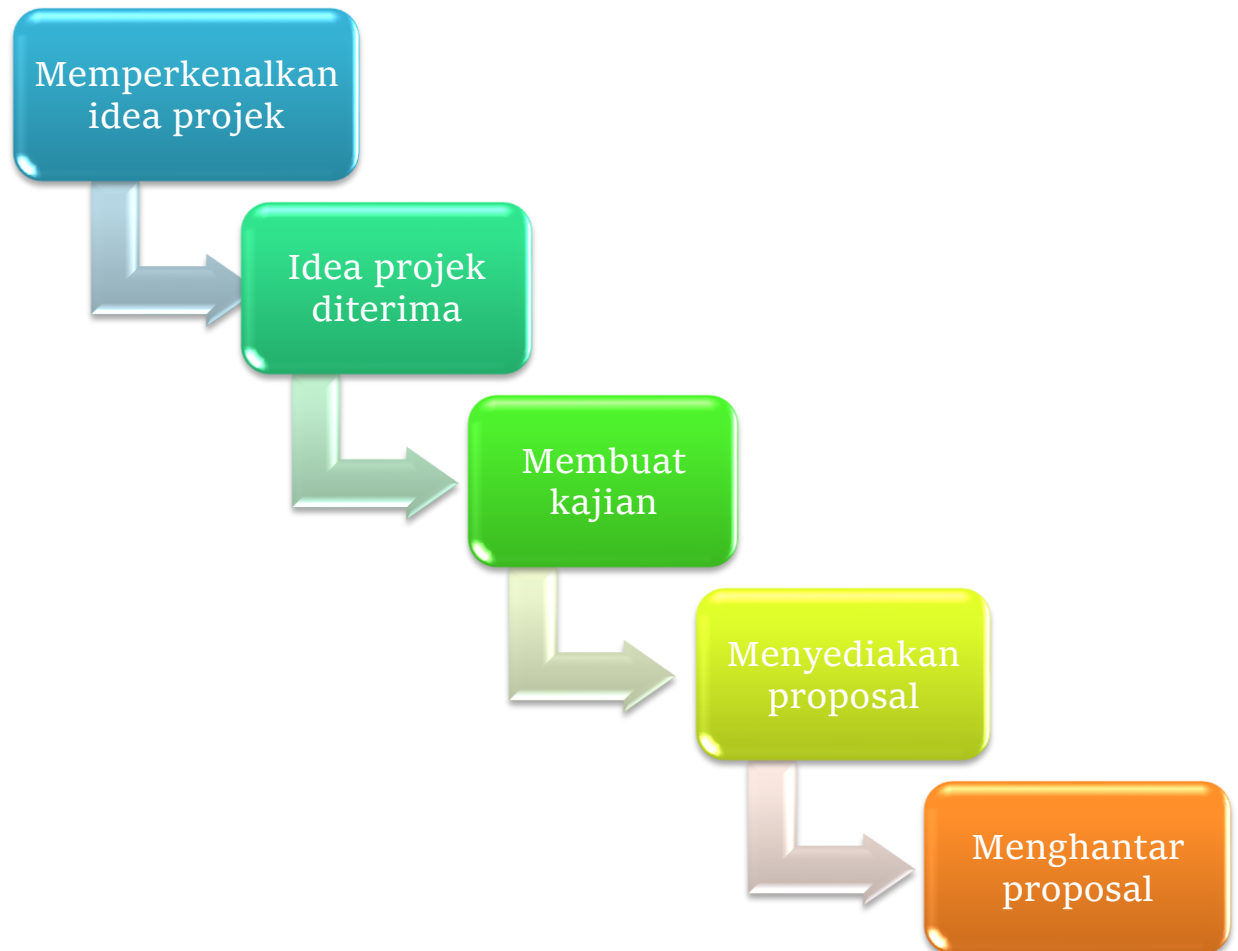 Memperkenalkan
idea projek
Idea projek
diterima
Membuat
kajian
Menyediakan
proposal
Menghantar
proposal